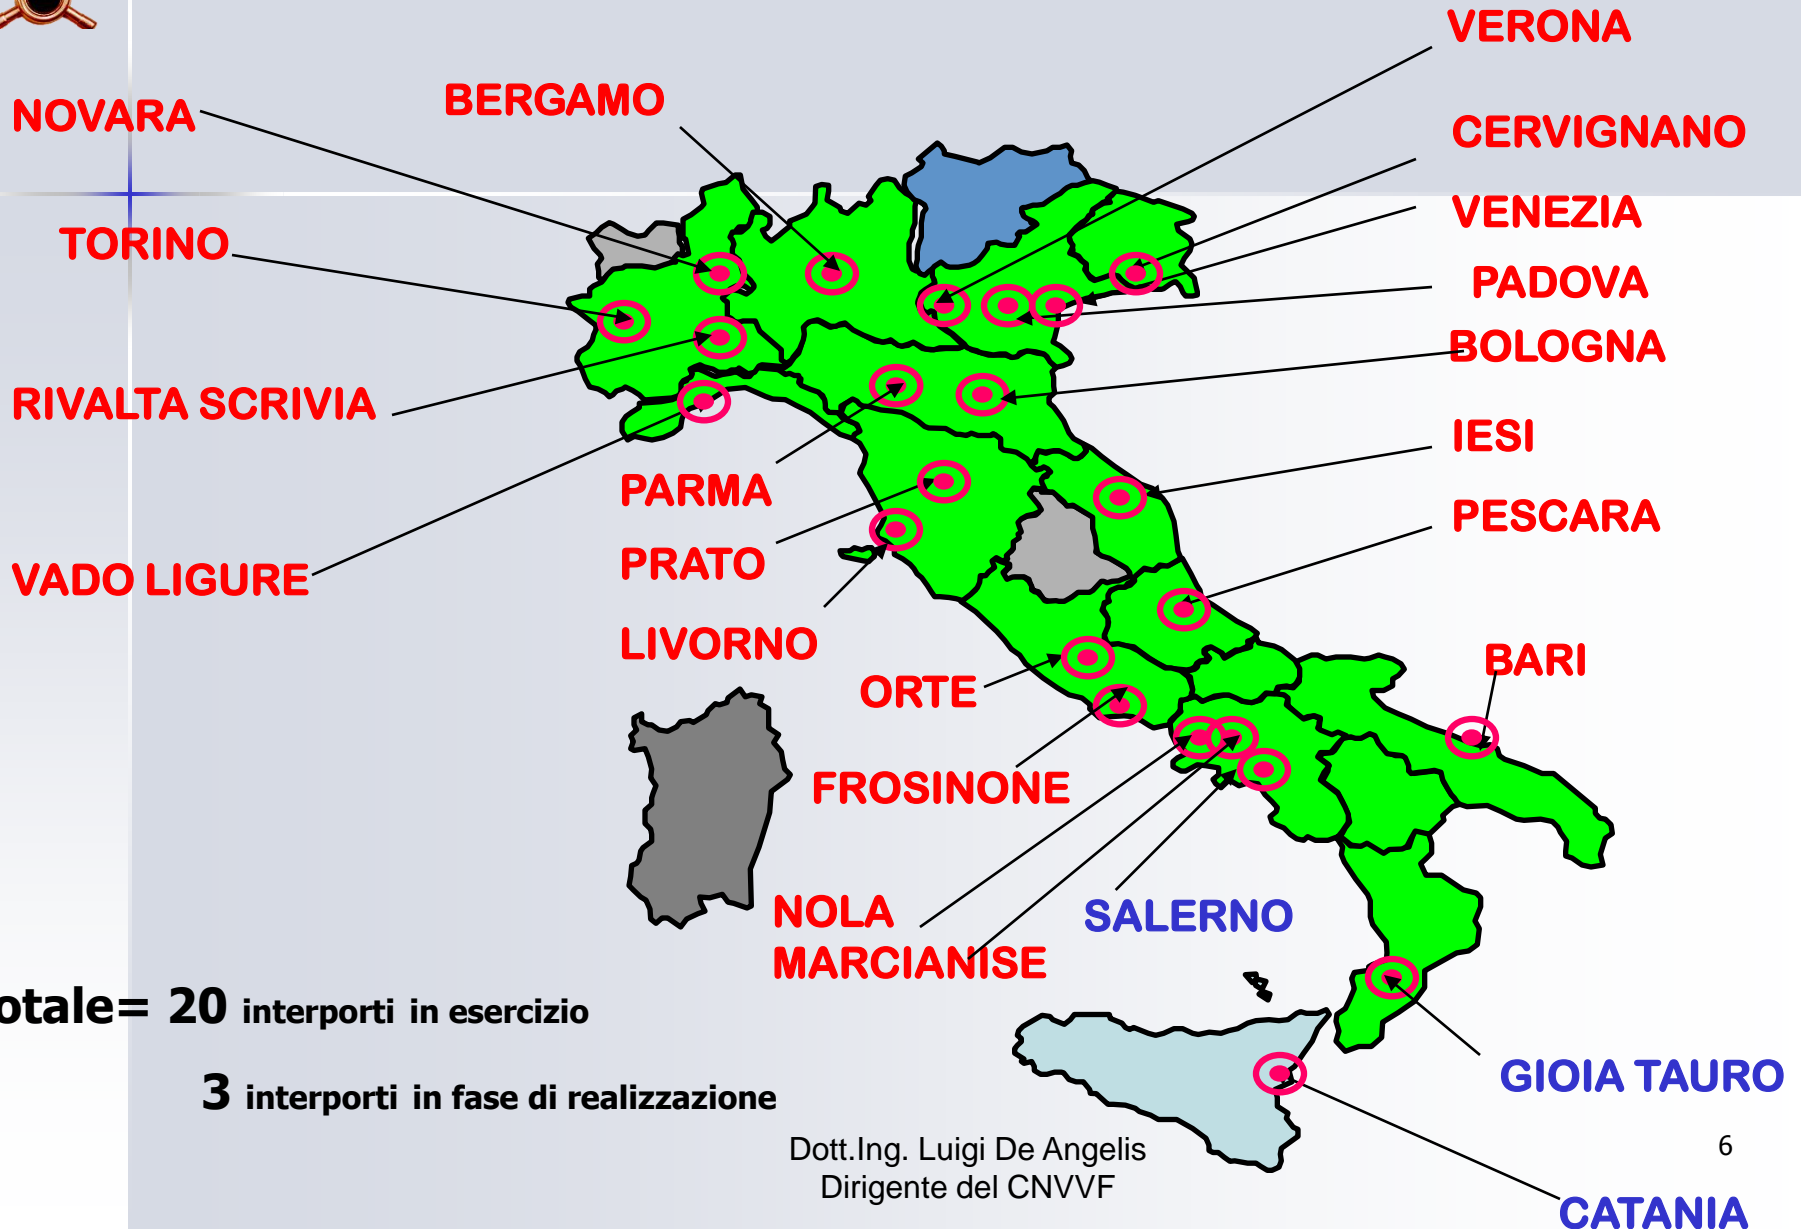 VERONA
BERGAMO
NOVARA
CERVIGNANO
VENEZIA
TORINO
PADOVA
BOLOGNA
RIVALTA SCRIVIA
IESI
PARMA
PESCARA
PRATO
VADO LIGURE
LIVORNO
BARI
ORTE
FROSINONE
NOLA
SALERNO
MARCIANISE
otale= 20 interporti in esercizio
GIOIA TAURO
3 interporti in fase di realizzazione
Dott.Ing. Luigi De Angelis
6
Dirigente del CNVVF
CATANIA